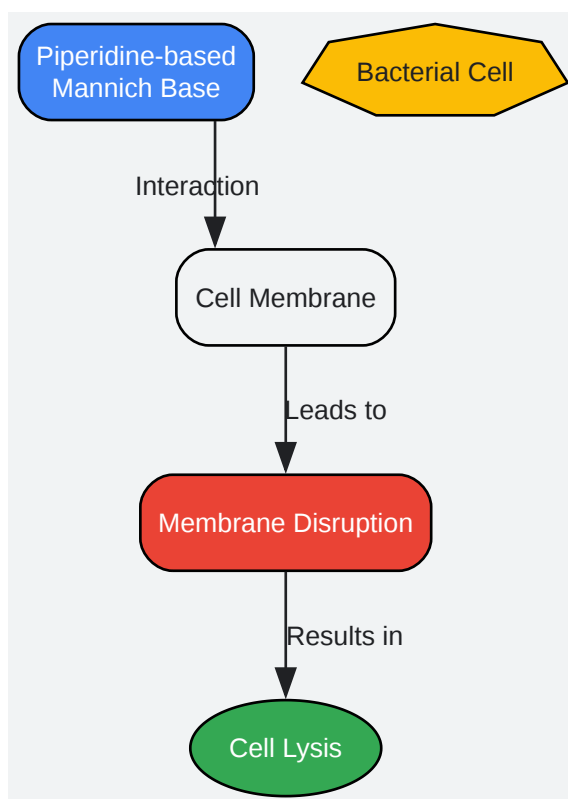 Piperidine-based
Mannich Base
Bacterial Cell
Interaction
Cell Membrane
Leads to
Membrane Disruption
Results in
Cell Lysis